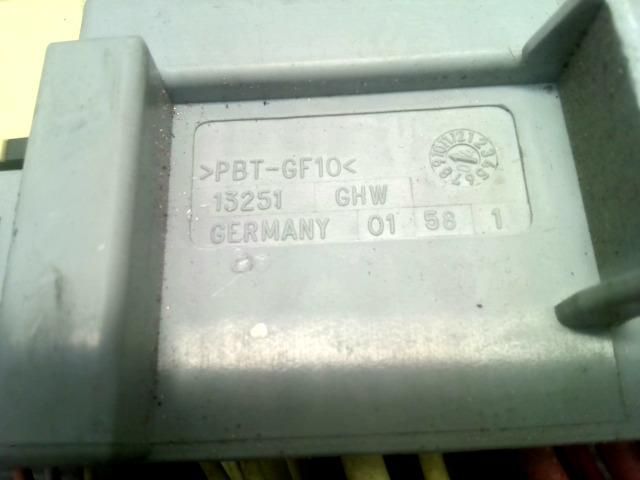 >PBT-GF10<
13251 GHW
GERMANY 01 58 1